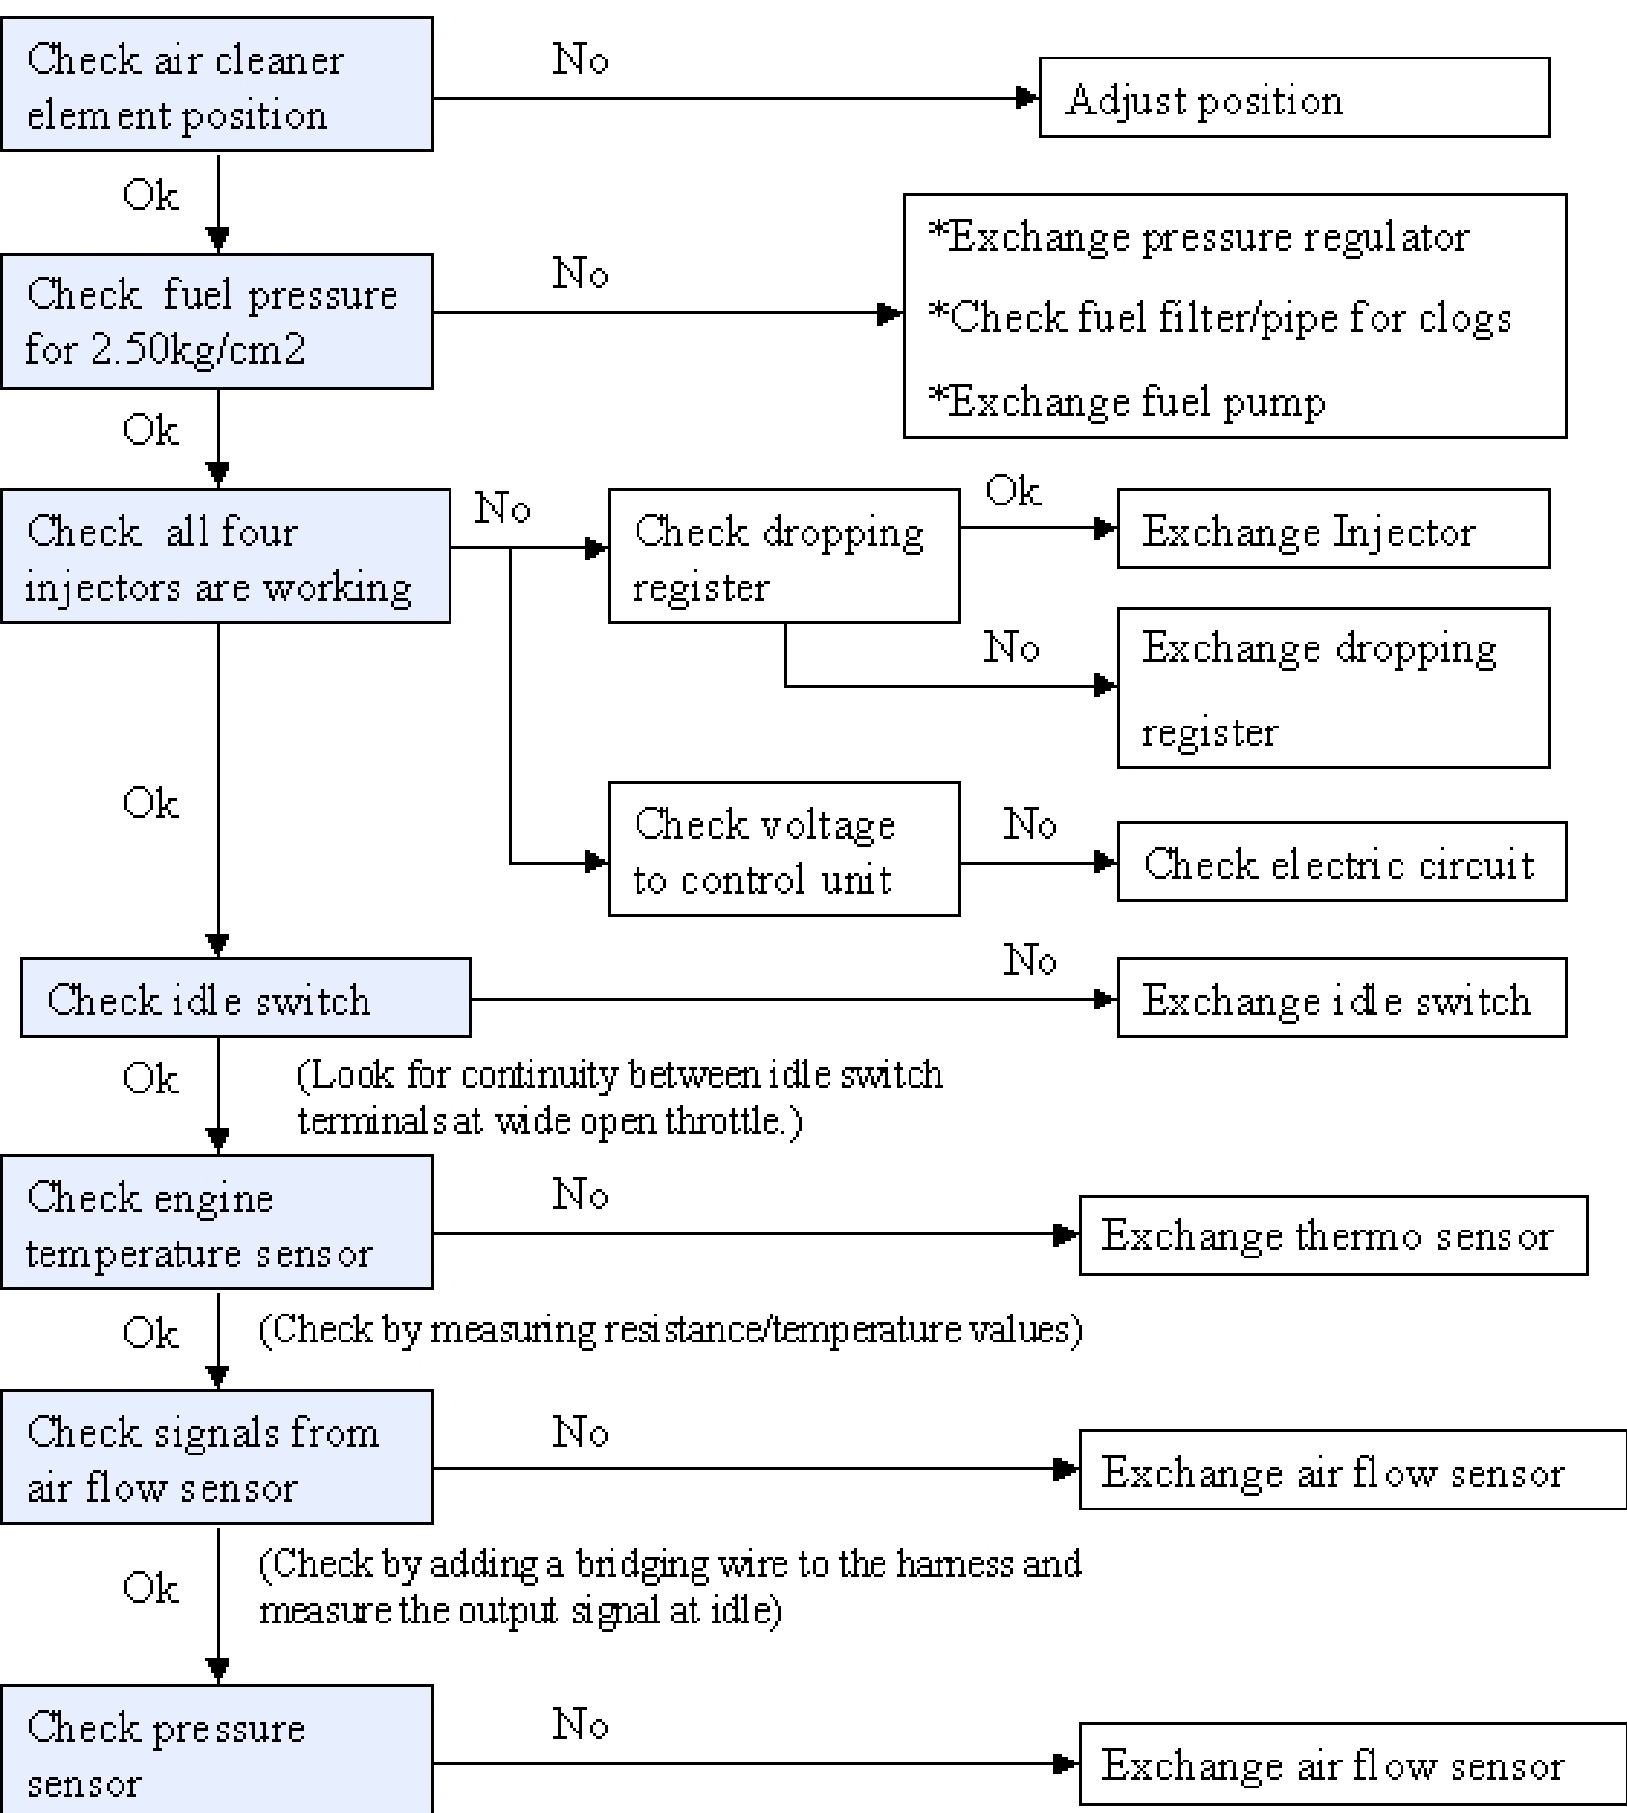 Check air cleaner
element position
No
Adjust position
Ok
Check fuel pressure
for 2.50kg/cm2
No
*Exchange pressure regulator
*Check fuel filter/pipe for clogs
*Exchange fuel pump
Ok
Check all four
injectors are working
No
Check dropping
register
Ok
Exchange Injector
No
Exchange dropping
register
Ok
Check voltage
to control unit
No
Check electric circuit
Check idle switch
No
Exchange idle switch
Ok
(Look for continuity between idle switch
terminals at wide open throttle.)
Check engine
temperature sensor
No
Exchange thermo sensor
Ok
(Check by measuring resistance/temperature values)
Check signals from
air flow sensor
No
Exchange air flow sensor
Ok
(Check by adding a bridging wire to the harness and
measure the output signal at idle)
Check pressure
sensor
No
Exchange air flow sensor